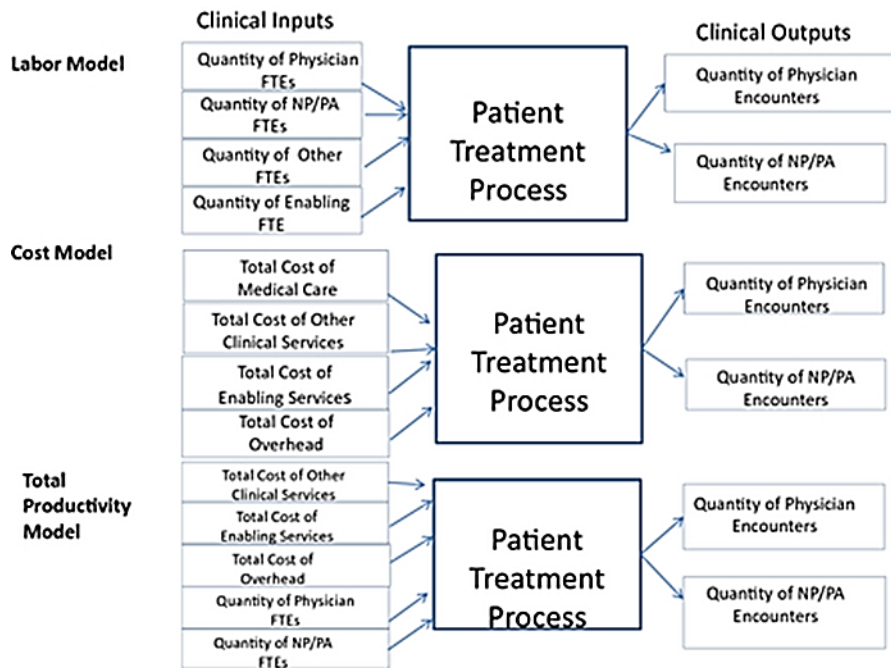 Clinical Inputs
Clinical Outputs
Labor Model
Quantity of Physician
FTEs
Quantity of NP/PA
FTEs
Quantity of Other
FTEs
Quantity of Enabling
FTE
Patient
Treatment
Process
Quantity of Physician
Encounters
Quantity of NP/PA
Encounters
Cost Model
Total Cost of
Medical Care
Total Cost of Other
Clinical Services
Total Cost of
Enabling Services
Total Cost of
Overhead
Patient
Treatment
Process
Quantity of Physician
Encounters
Quantity of NP/PA
Encounters
Total
Productivity
Model
Total Cost of Other
Clinical Services
Total Cost of
Enabling Services
Total Cost of
Overhead
Quantity of Physician
FTEs
Quantity of NP/PA
FTEs
Patient
Treatment
Process
Quantity of Physician
Encounters
Quantity of NP/PA
Encounters